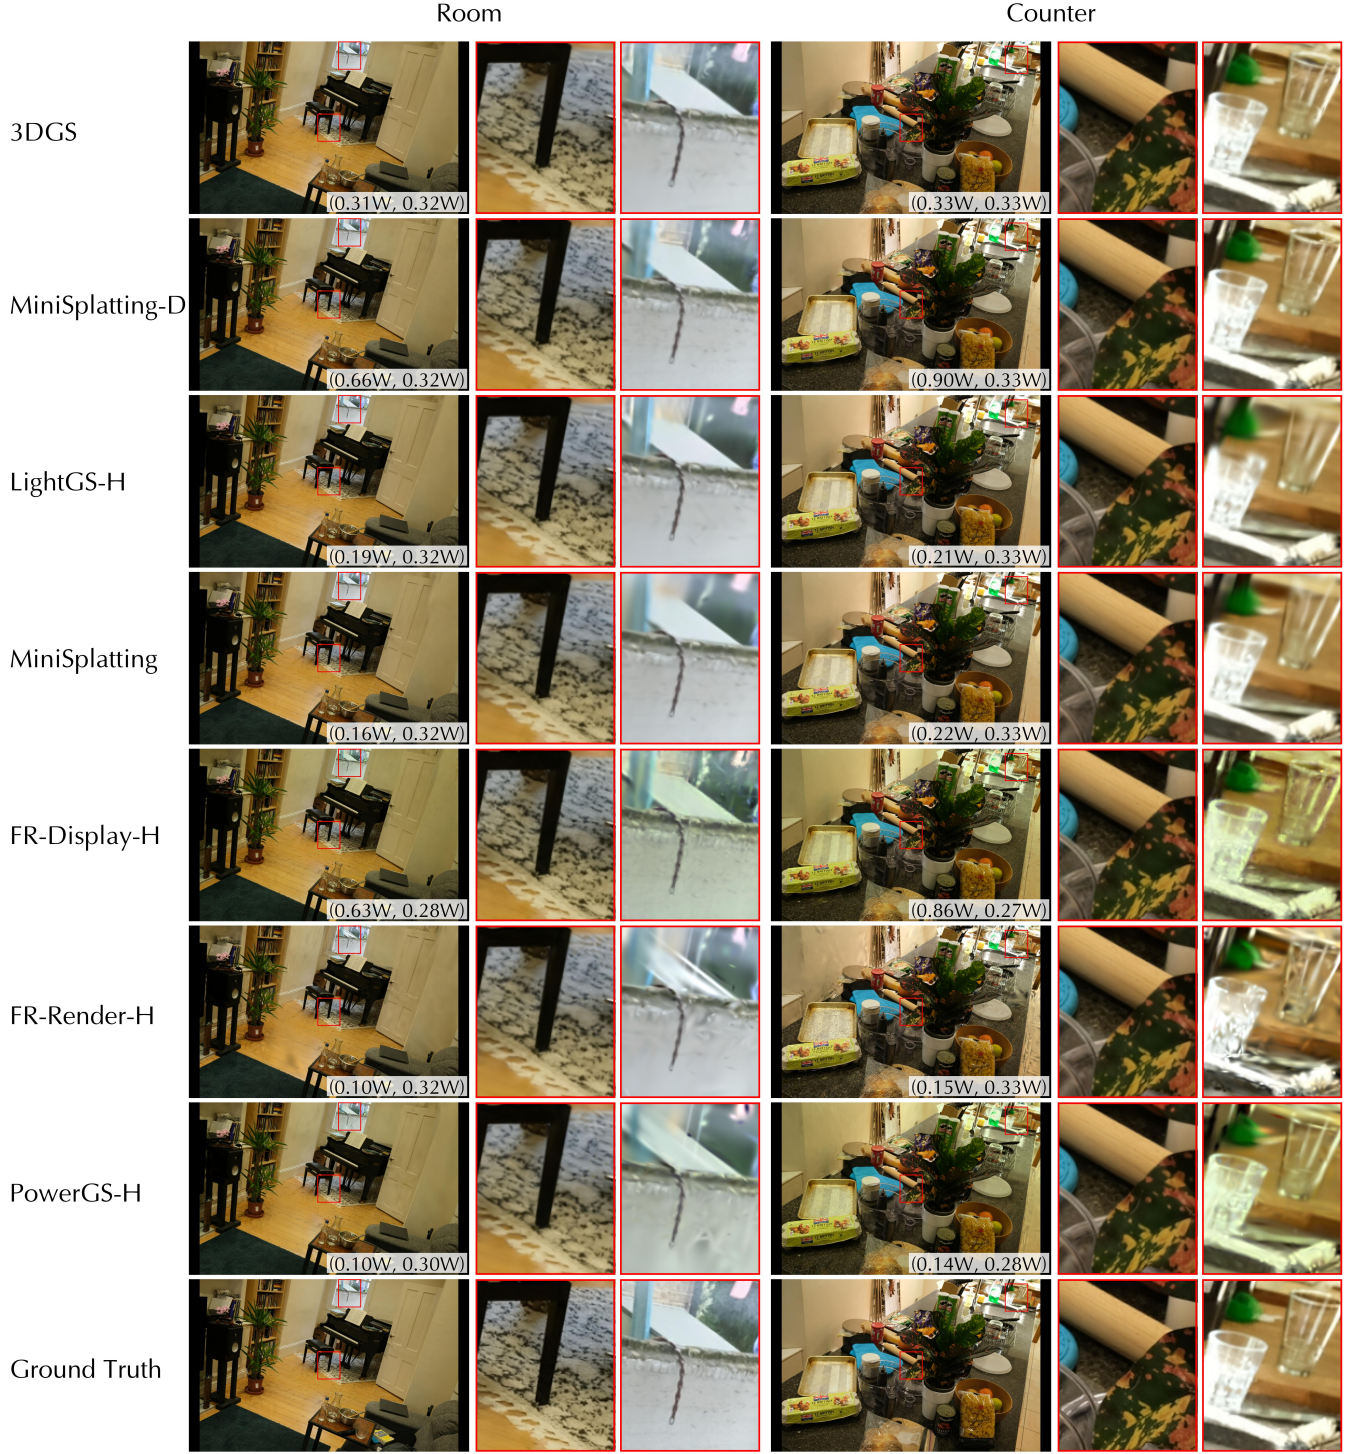 Room Counter
3DGS
(0.31W, 0.32W) (0.33W, 0.33W)
MiniSplatting-D
(0.66W, 0.32W) (0.90W, 0.33W)
LightGS-H
(0.19W, 0.32W) (0.21W, 0.33W)
MiniSplatting
(0.16W, 0.32W) (0.22W, 0.33W)
FR-Display-H
(0.63W, 0.28W) (0.86W, 0.27W)
FR-Render-H
(0.10W, 0.32W) (0.15W, 0.33W)
PowerGS-H
(0.10W, 0.30W) (0.14W, 0.28W)
Ground Truth